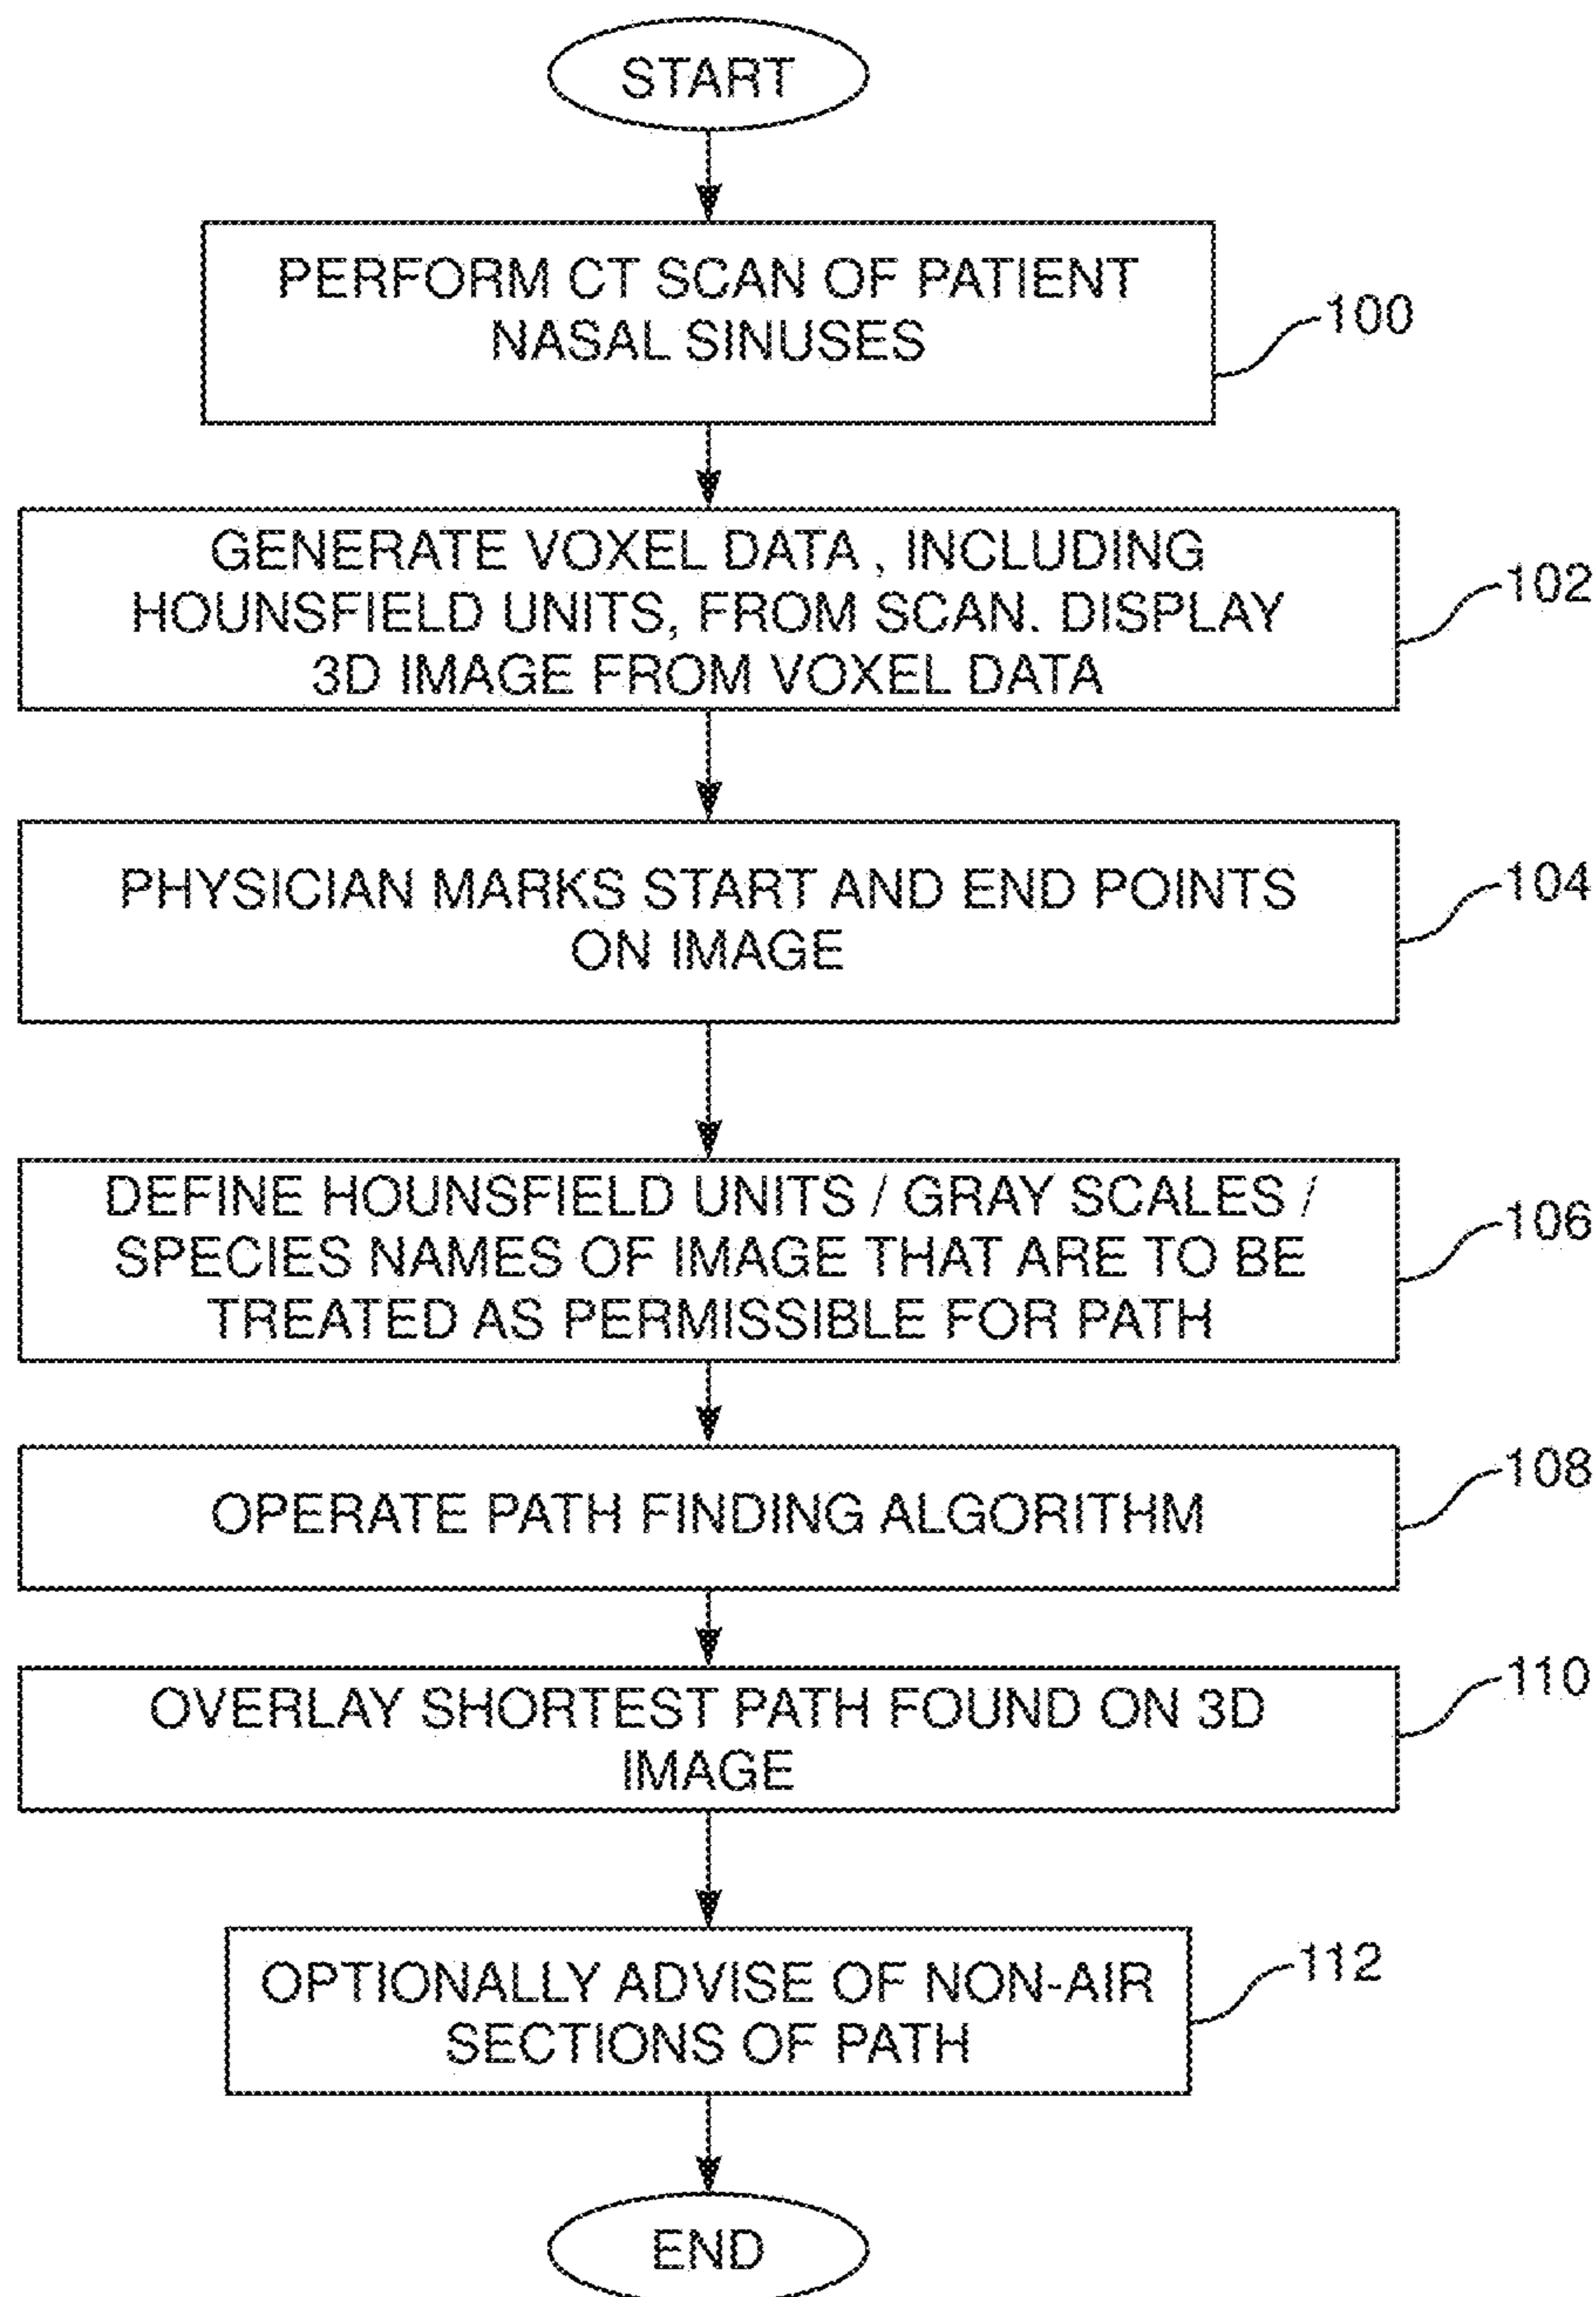 START
PERFORM CT SCAN OF PATIENT
NASAL SINUSES
100
GENERATE VOXEL DATA , INCLUDING
HOUNSFIELD UNITS, FROM SCAN. DISPLAY
3D IMAGE FROM VOXEL DATA
102
PHYSICIAN MARKS START AND END POINTS
ON IMAGE
104
DEFINE HOUNSFIELD UNITS / GRAY SCALES /
SPECIES NAMES OF IMAGE THAT ARE TO BE
TREATED AS PERMISSIBLE FOR PATH
106
OPERATE PATH FINDING ALGORITHM
108
OVERLAY SHORTEST PATH FOUND ON 3D
IMAGE
110
OPTIONALLY ADVISE OF NON-AIR
SECTIONS OF PATH
112
END